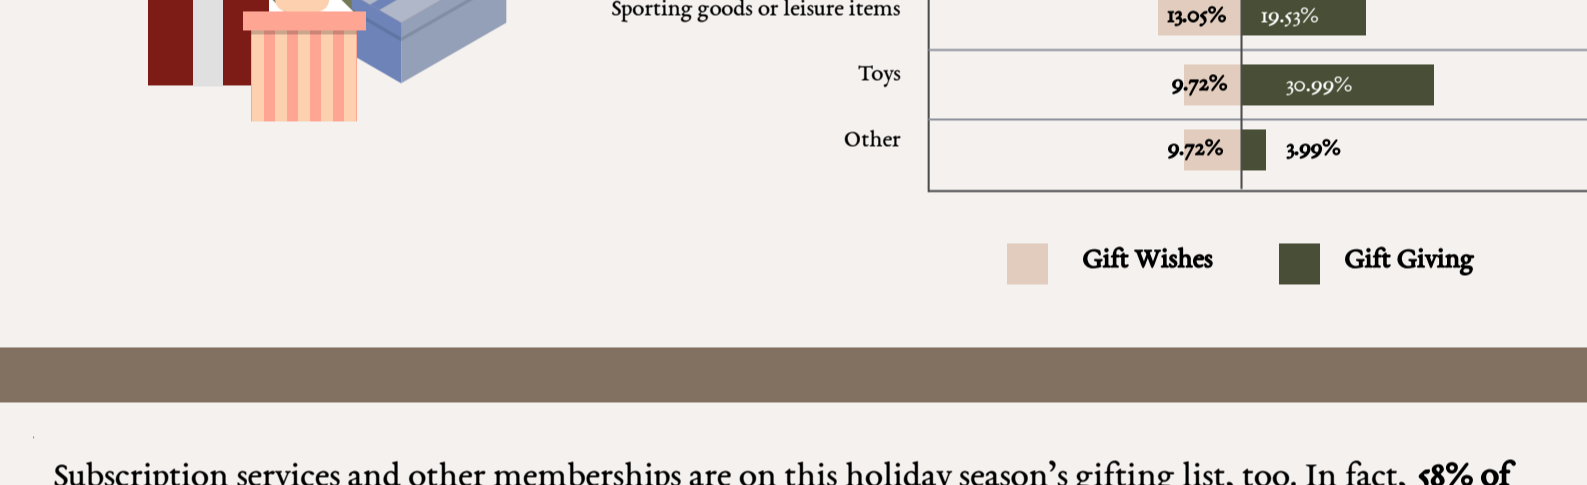 Sporting goods or leisure items 13.05% 19.53%
Toys 9.72% 30.99%
Other 9.72% 3.99%
Gift Wishes Gift Giving
Subscription services and other memberships are on this holiday season’s gifting list, too. In fact, 58% of